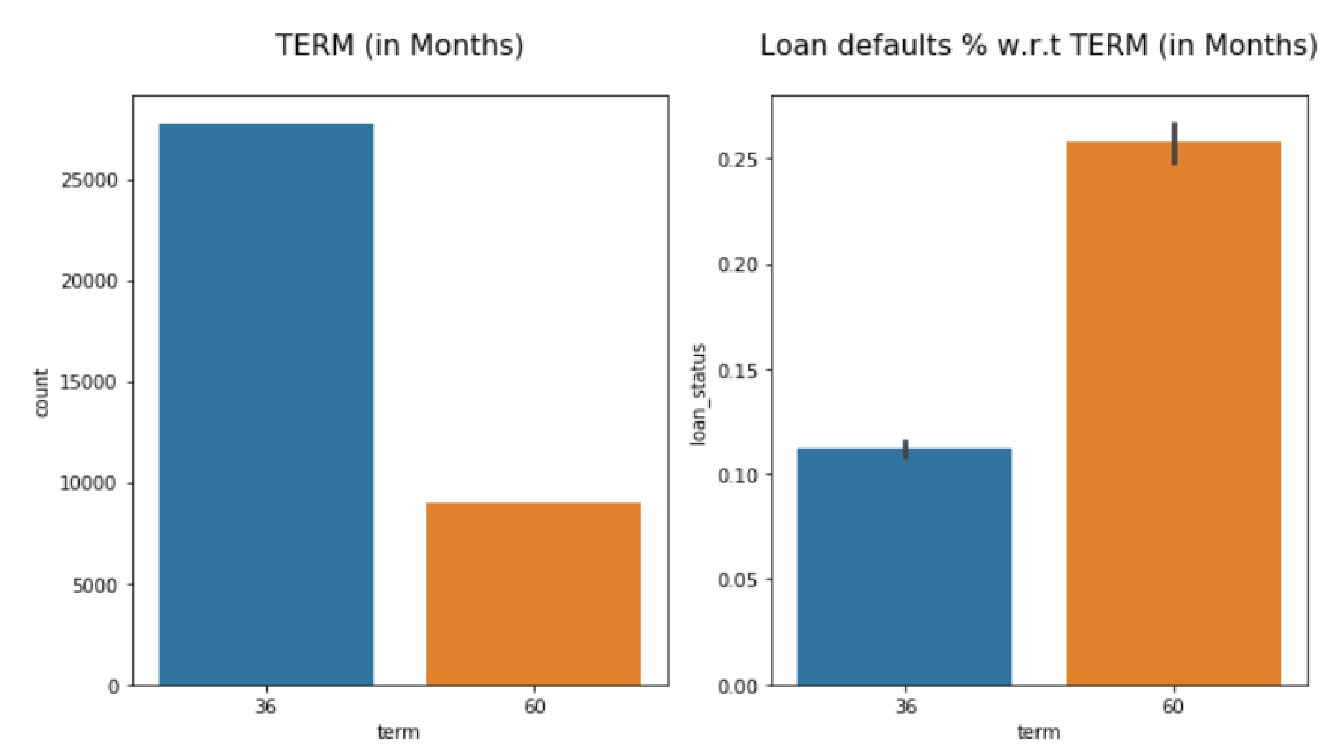 TERM (in Months)
count
25000
20000
15000
10000
5000
0
36
60
term
Loan defaults % w.r.t TERM (in Months)
loan_status
0.25
0.20
0.15
0.10
0.05
0.00
36
60
term